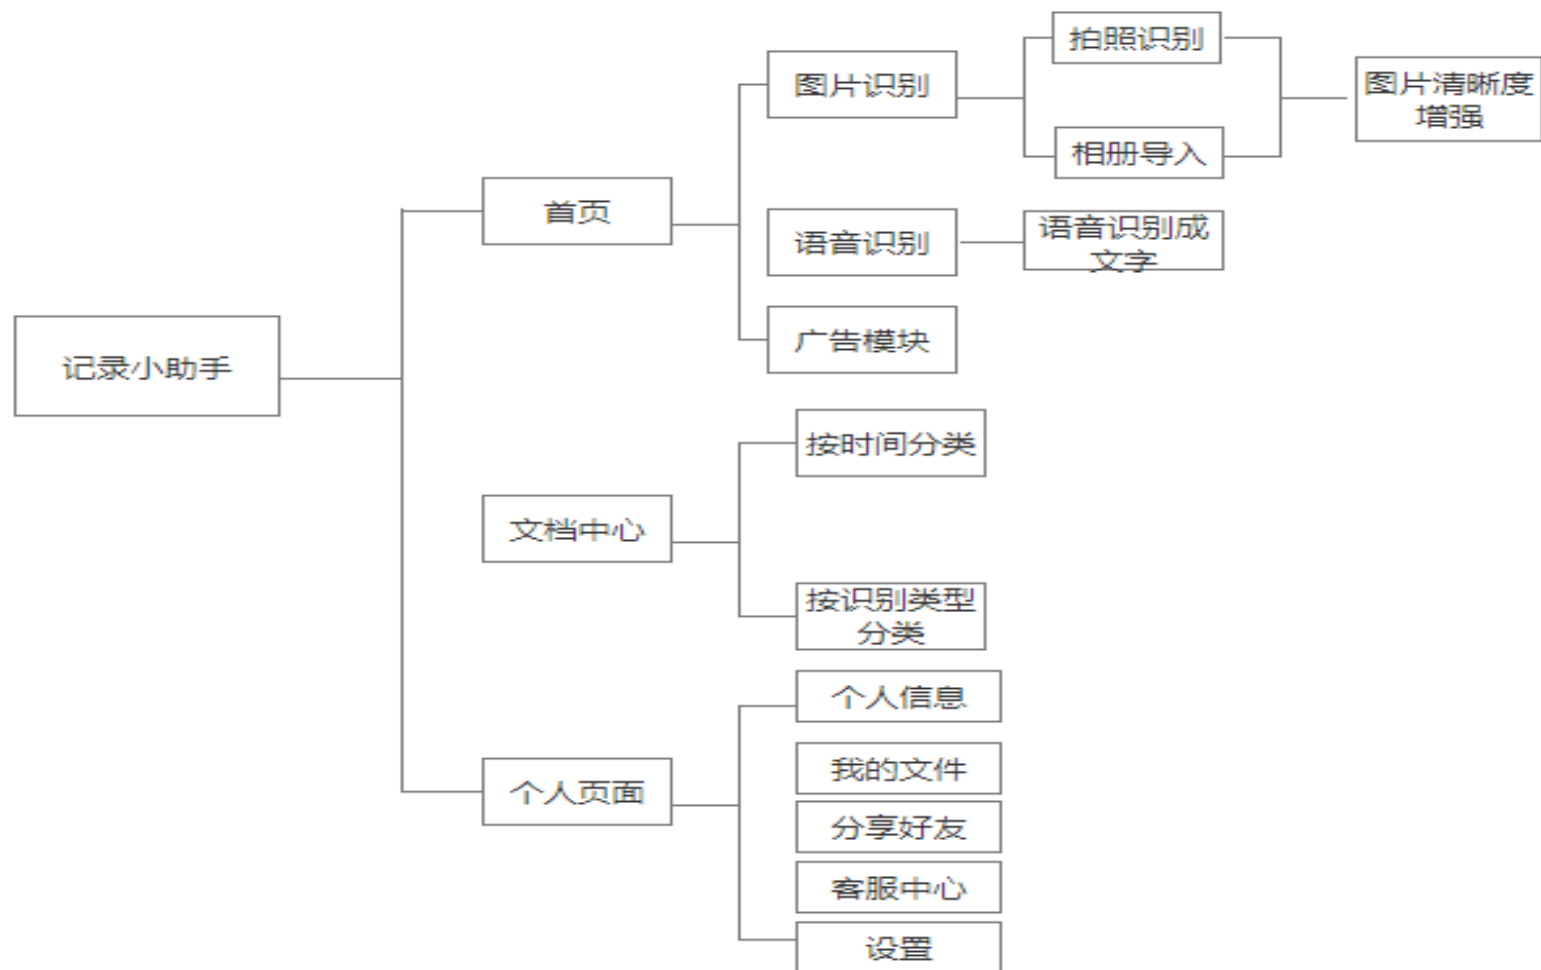 拍照识别
图片识别
图片清晰度
增强
相册导入
首页
语音识别
语音识别成
文字
广告模块
记录小助手
按时间分类
文档中心
按识别类型
分类
个人信息
我的文件
个人页面
分享好友
客服中心
设置